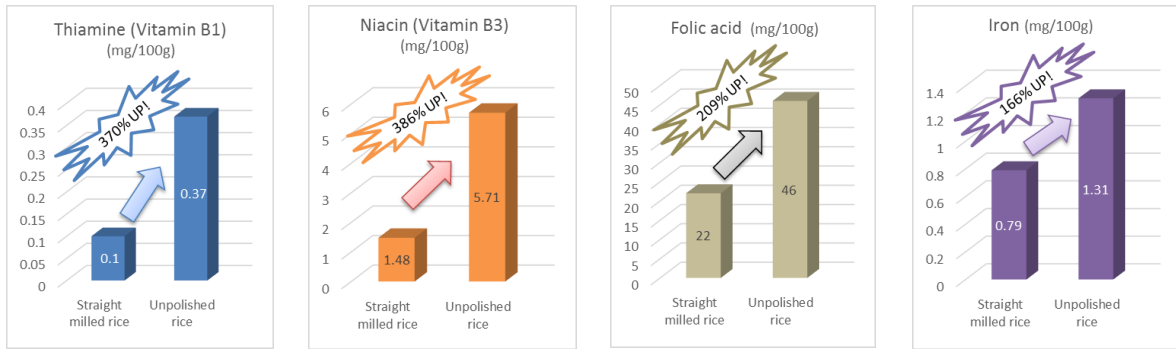 Thiamine (Vitamin B1)
(mg/100g)
370% UP!
0.4
0.35
0.3
0.25
0.2
0.15
0.1
0.05
0
0.1
0.37
Straight
milled rice
Unpolished
rice
Niacin (Vitamin B3)
(mg/100g)
386% UP!
6
5
4
3
2
1
0
1.48
5.71
Straight
milled rice
Unpolished
rice
Folic acid (mg/100g)
209% UP!
50
45
40
35
30
25
20
15
10
5
0
22
46
Straight
milled rice
Unpolished
rice
Iron (mg/100g)
166% UP!
1.4
1.2
1
0.8
0.6
0.4
0.2
0
0.79
1.31
Straight
milled rice
Unpolished
rice